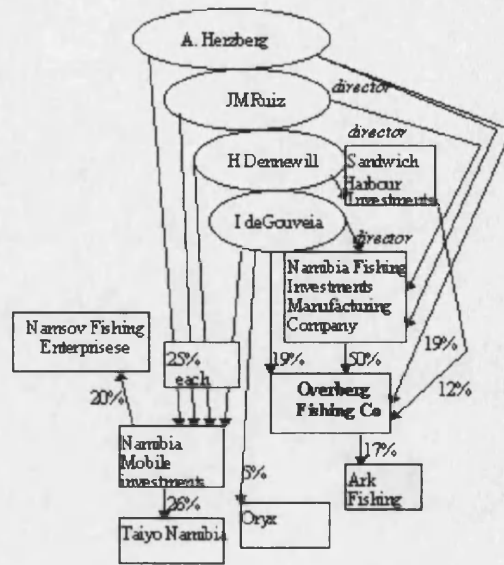 A. Herzberg
JM Ruiz
director
director
H Dennewill
Sandwich
Harbour
Investments
I deGouveia
director
Namibia Fishing
Investments
Manufacturing
Company
Namsov Fishing
Enterprisese
25%
each
19%
50%
19%
20%
Overberg
Fishing Co
12%
Namibia
Mobile
investments
17%
5%
Ark
Fishing
26%
Oryx
Taiyo Namibia